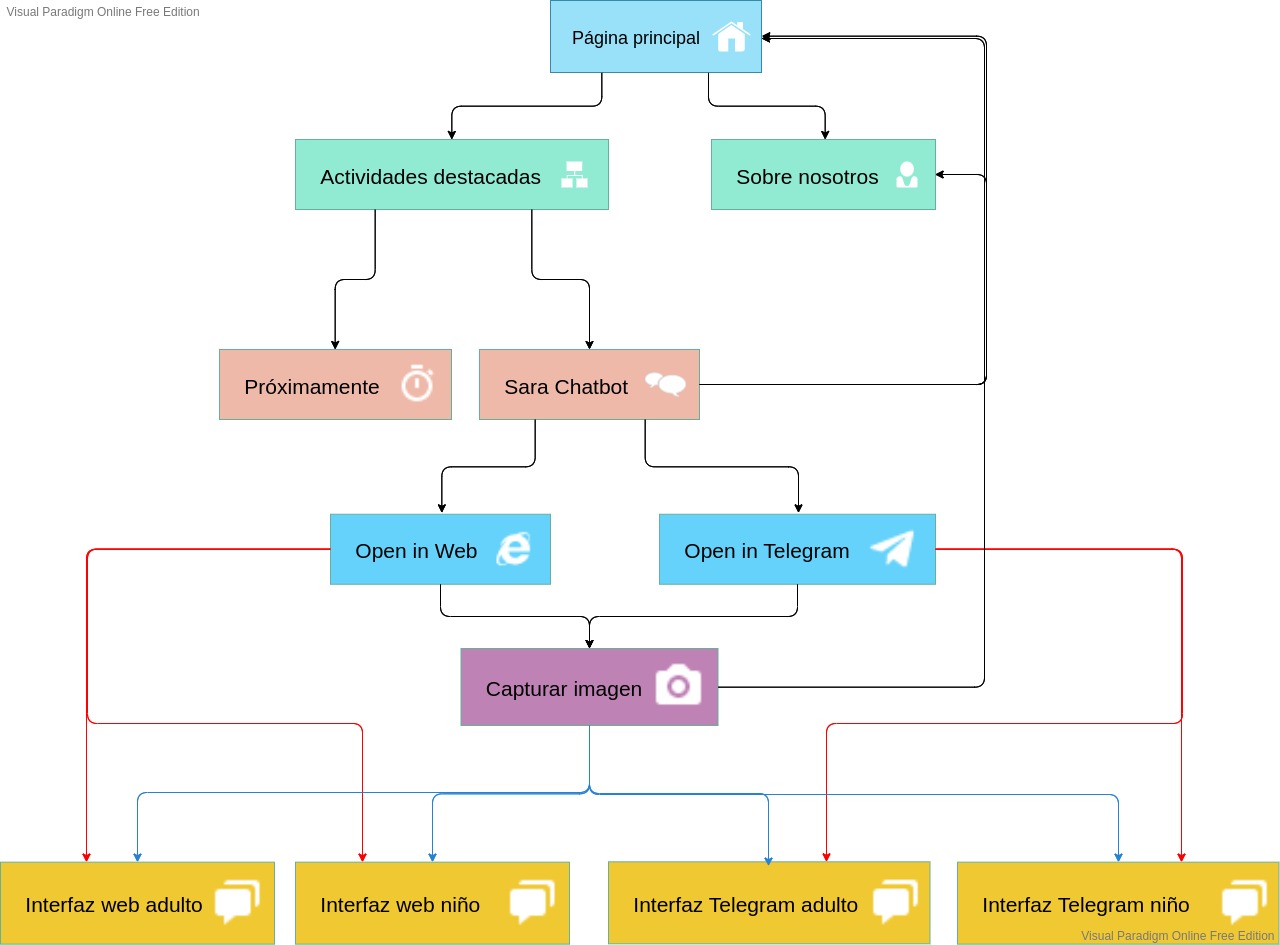 Visual Paradigm Online Free Edition
Página principal
Actividades destacadas
Sobre nosotros
Próximamente
Sara Chatbot
Open in Web
Open in Telegram
Capturar imagen
Interfaz web adulto
Interfaz web niño
Interfaz Telegram adulto
Interfaz Telegram niño
Visual Paradigm Online Free Edition